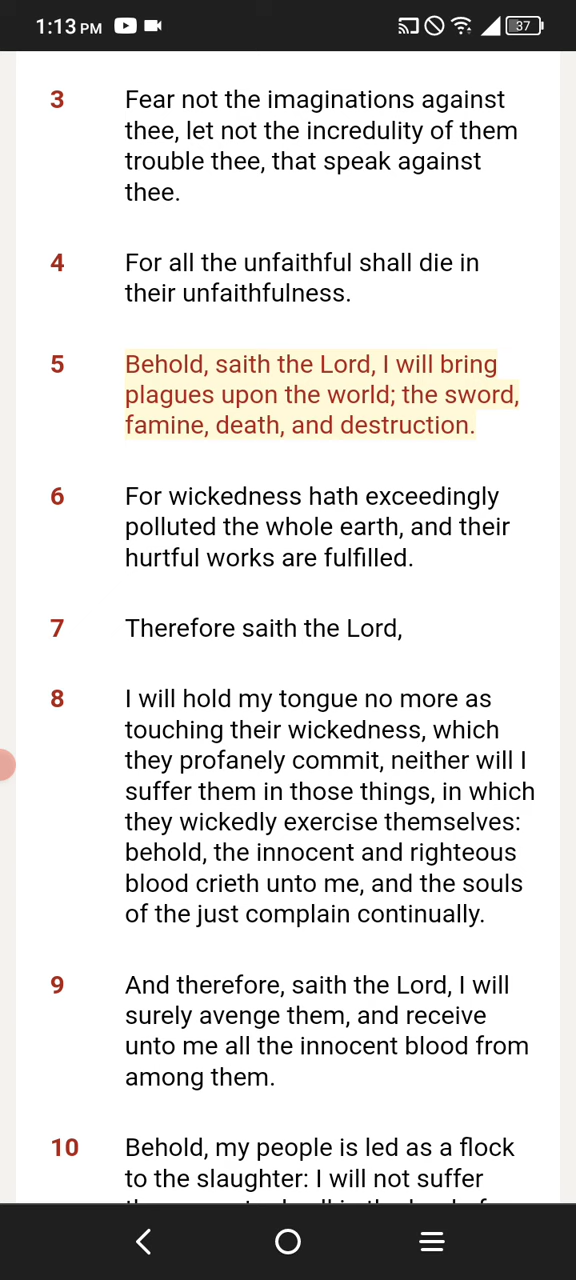 1:13 PM
37
3 Fear not the imaginations against
thee, let not the incredulity of them
trouble thee, that speak against
thee.
4 For all the unfaithful shall die in
their unfaithfulness.
5 Behold, saith the Lord, I will bring
plagues upon the world; the sword,
famine, death, and destruction.
6 For wickedness hath exceedingly
polluted the whole earth, and their
hurtful works are fulfilled.
7 Therefore saith the Lord,
8 I will hold my tongue no more as
touching their wickedness, which
they profanely commit, neither will I
suffer them in those things, in which
they wickedly exercise themselves:
behold, the innocent and righteous
blood crieth unto me, and the souls
of the just complain continually.
9 And therefore, saith the Lord, I will
surely avenge them, and receive
unto me all the innocent blood from
among them.
10 Behold, my people is led as a flock
to the slaughter: I will not suffer